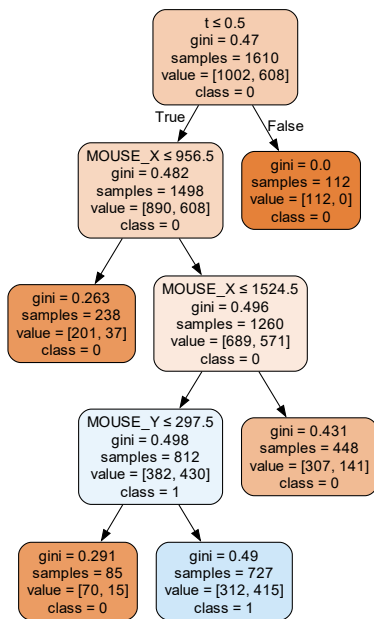 t ≤ 0.5
gini = 0.47
samples = 1610
value = [1002, 608]
class = 0
True
False
MOUSE_X ≤ 956.5
gini = 0.482
samples = 1498
value = [890, 608]
class = 0
gini = 0.0
samples = 112
value = [112, 0]
class = 0
gini = 0.263
samples = 238
value = [201, 37]
class = 0
MOUSE_X ≤ 1524.5
gini = 0.496
samples = 1260
value = [689, 571]
class = 0
MOUSE_Y ≤ 297.5
gini = 0.498
samples = 812
value = [382, 430]
class = 1
gini = 0.431
samples = 448
value = [307, 141]
class = 0
gini = 0.291
samples = 85
value = [70, 15]
class = 0
gini = 0.49
samples = 727
value = [312, 415]
class = 1